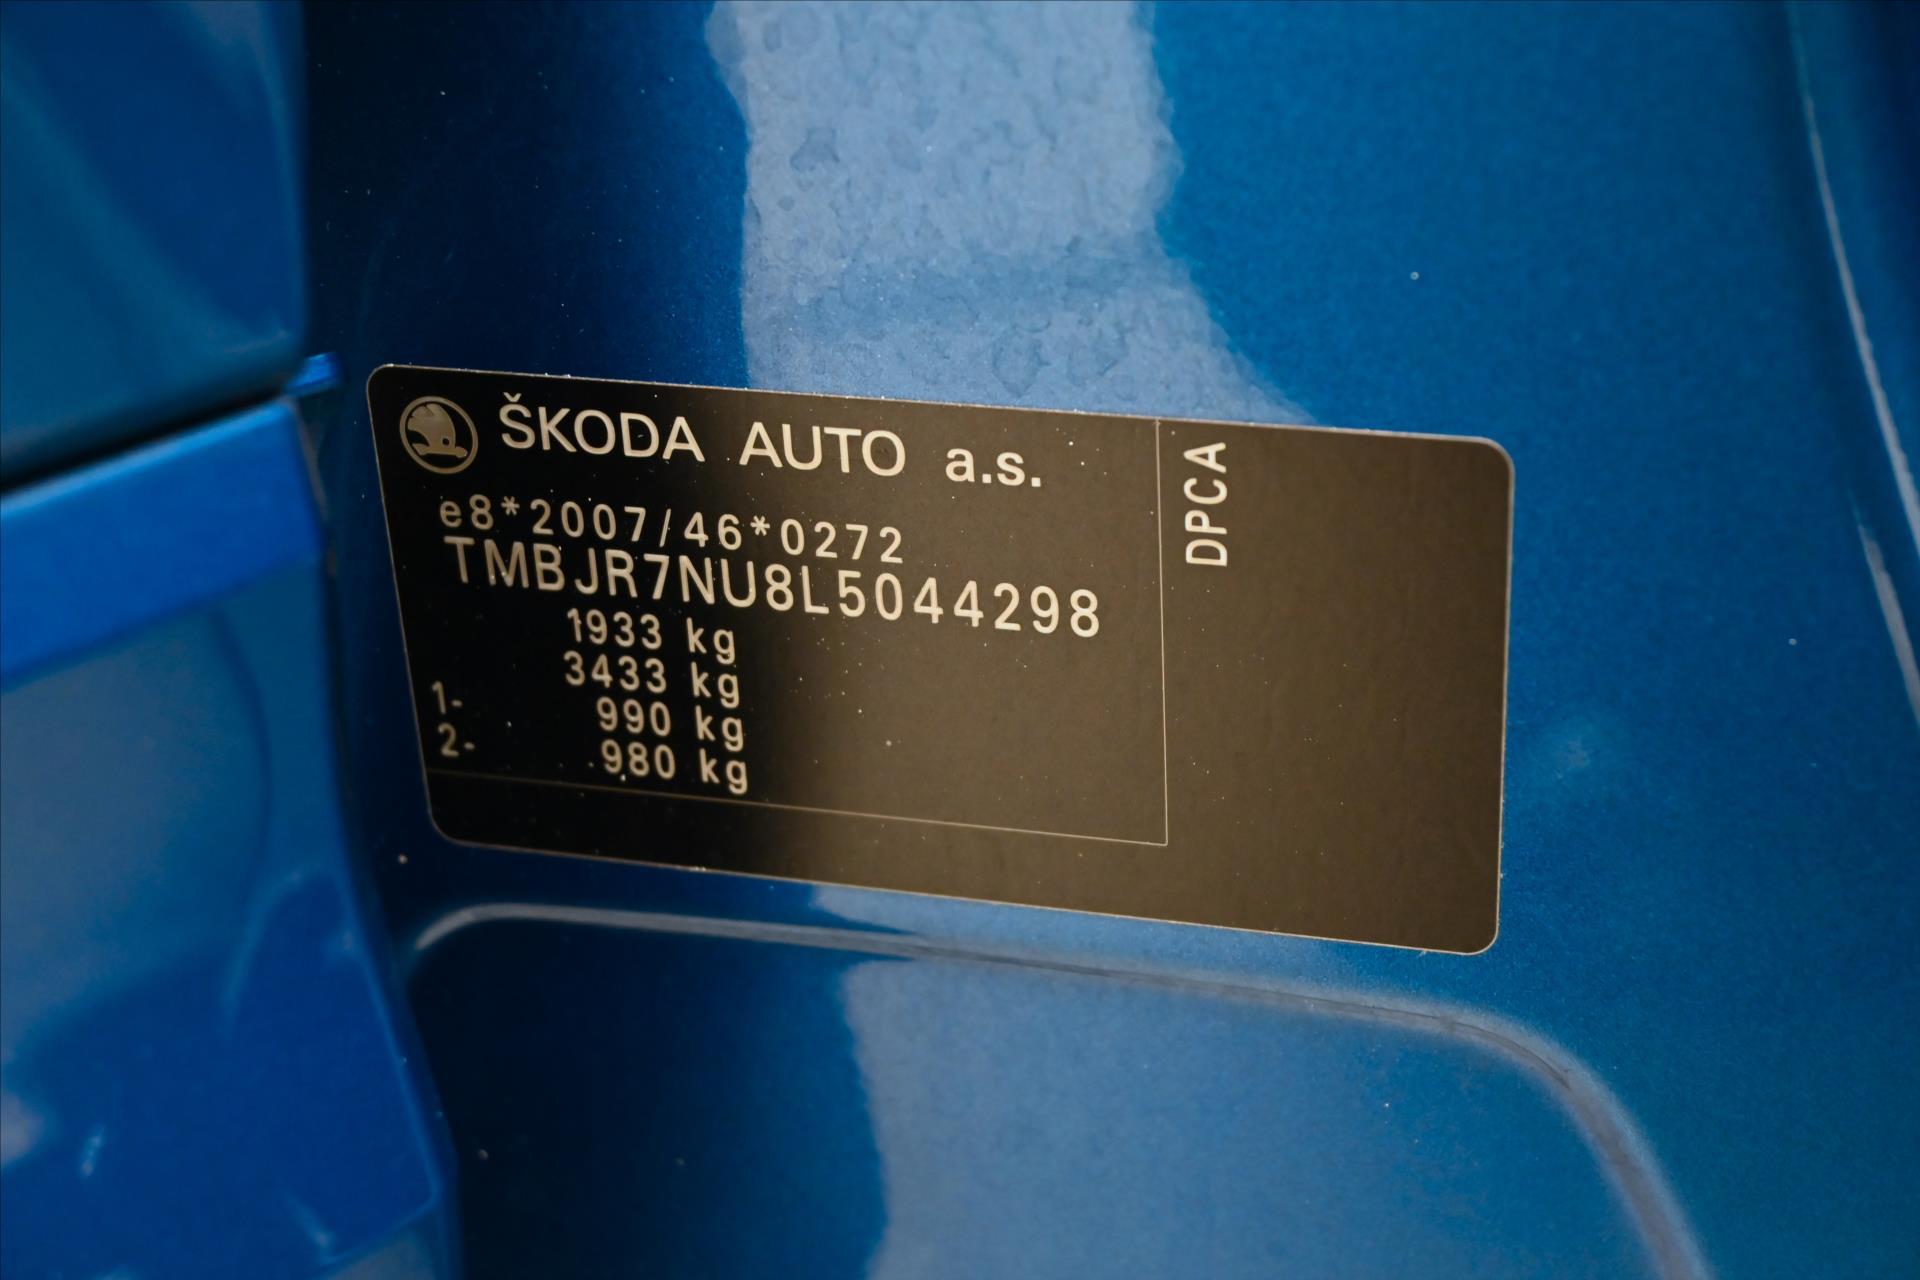 ŠKODA AUTO a.s.
e8*2007/46*0272
TMBJR7NU8L5044298
1933 kg
3433 kg
1- 990 kg
2- 980 kg
DPCA